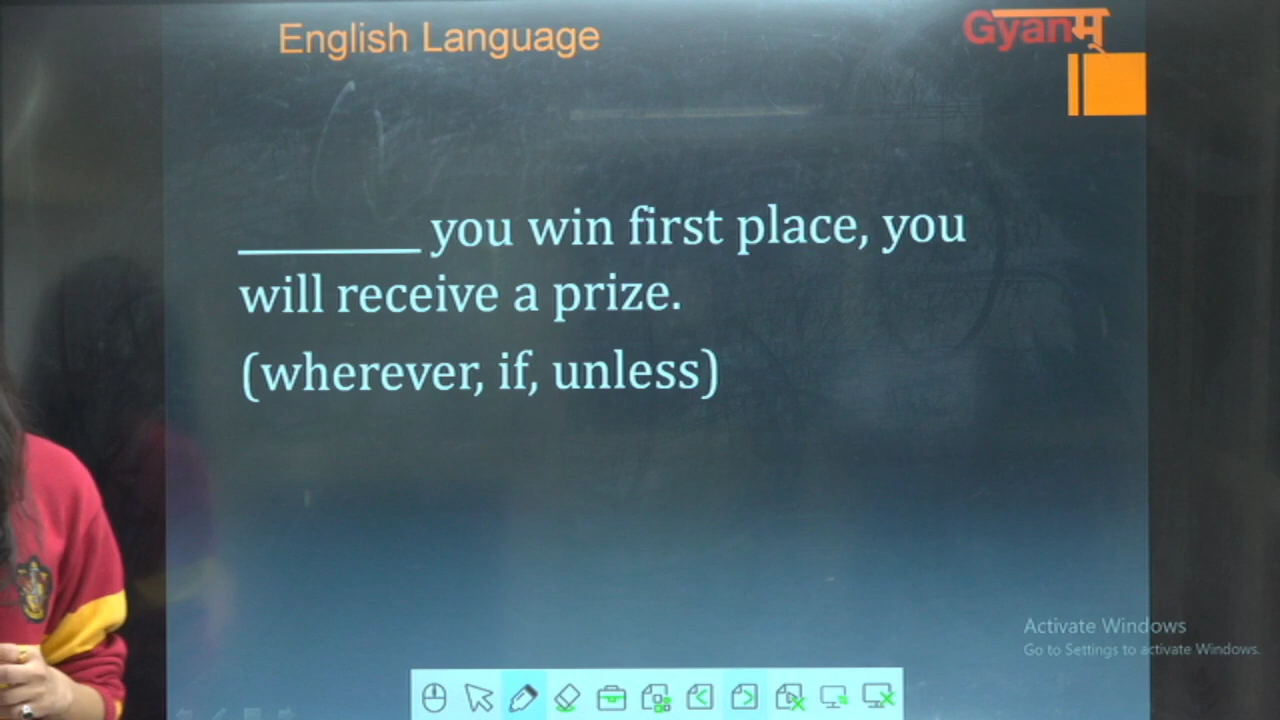 English Language
Gyanम्
________ you win first place, you
will receive a prize.
(wherever, if, unless)
Activate Windows
Go to Settings to activate Windows.